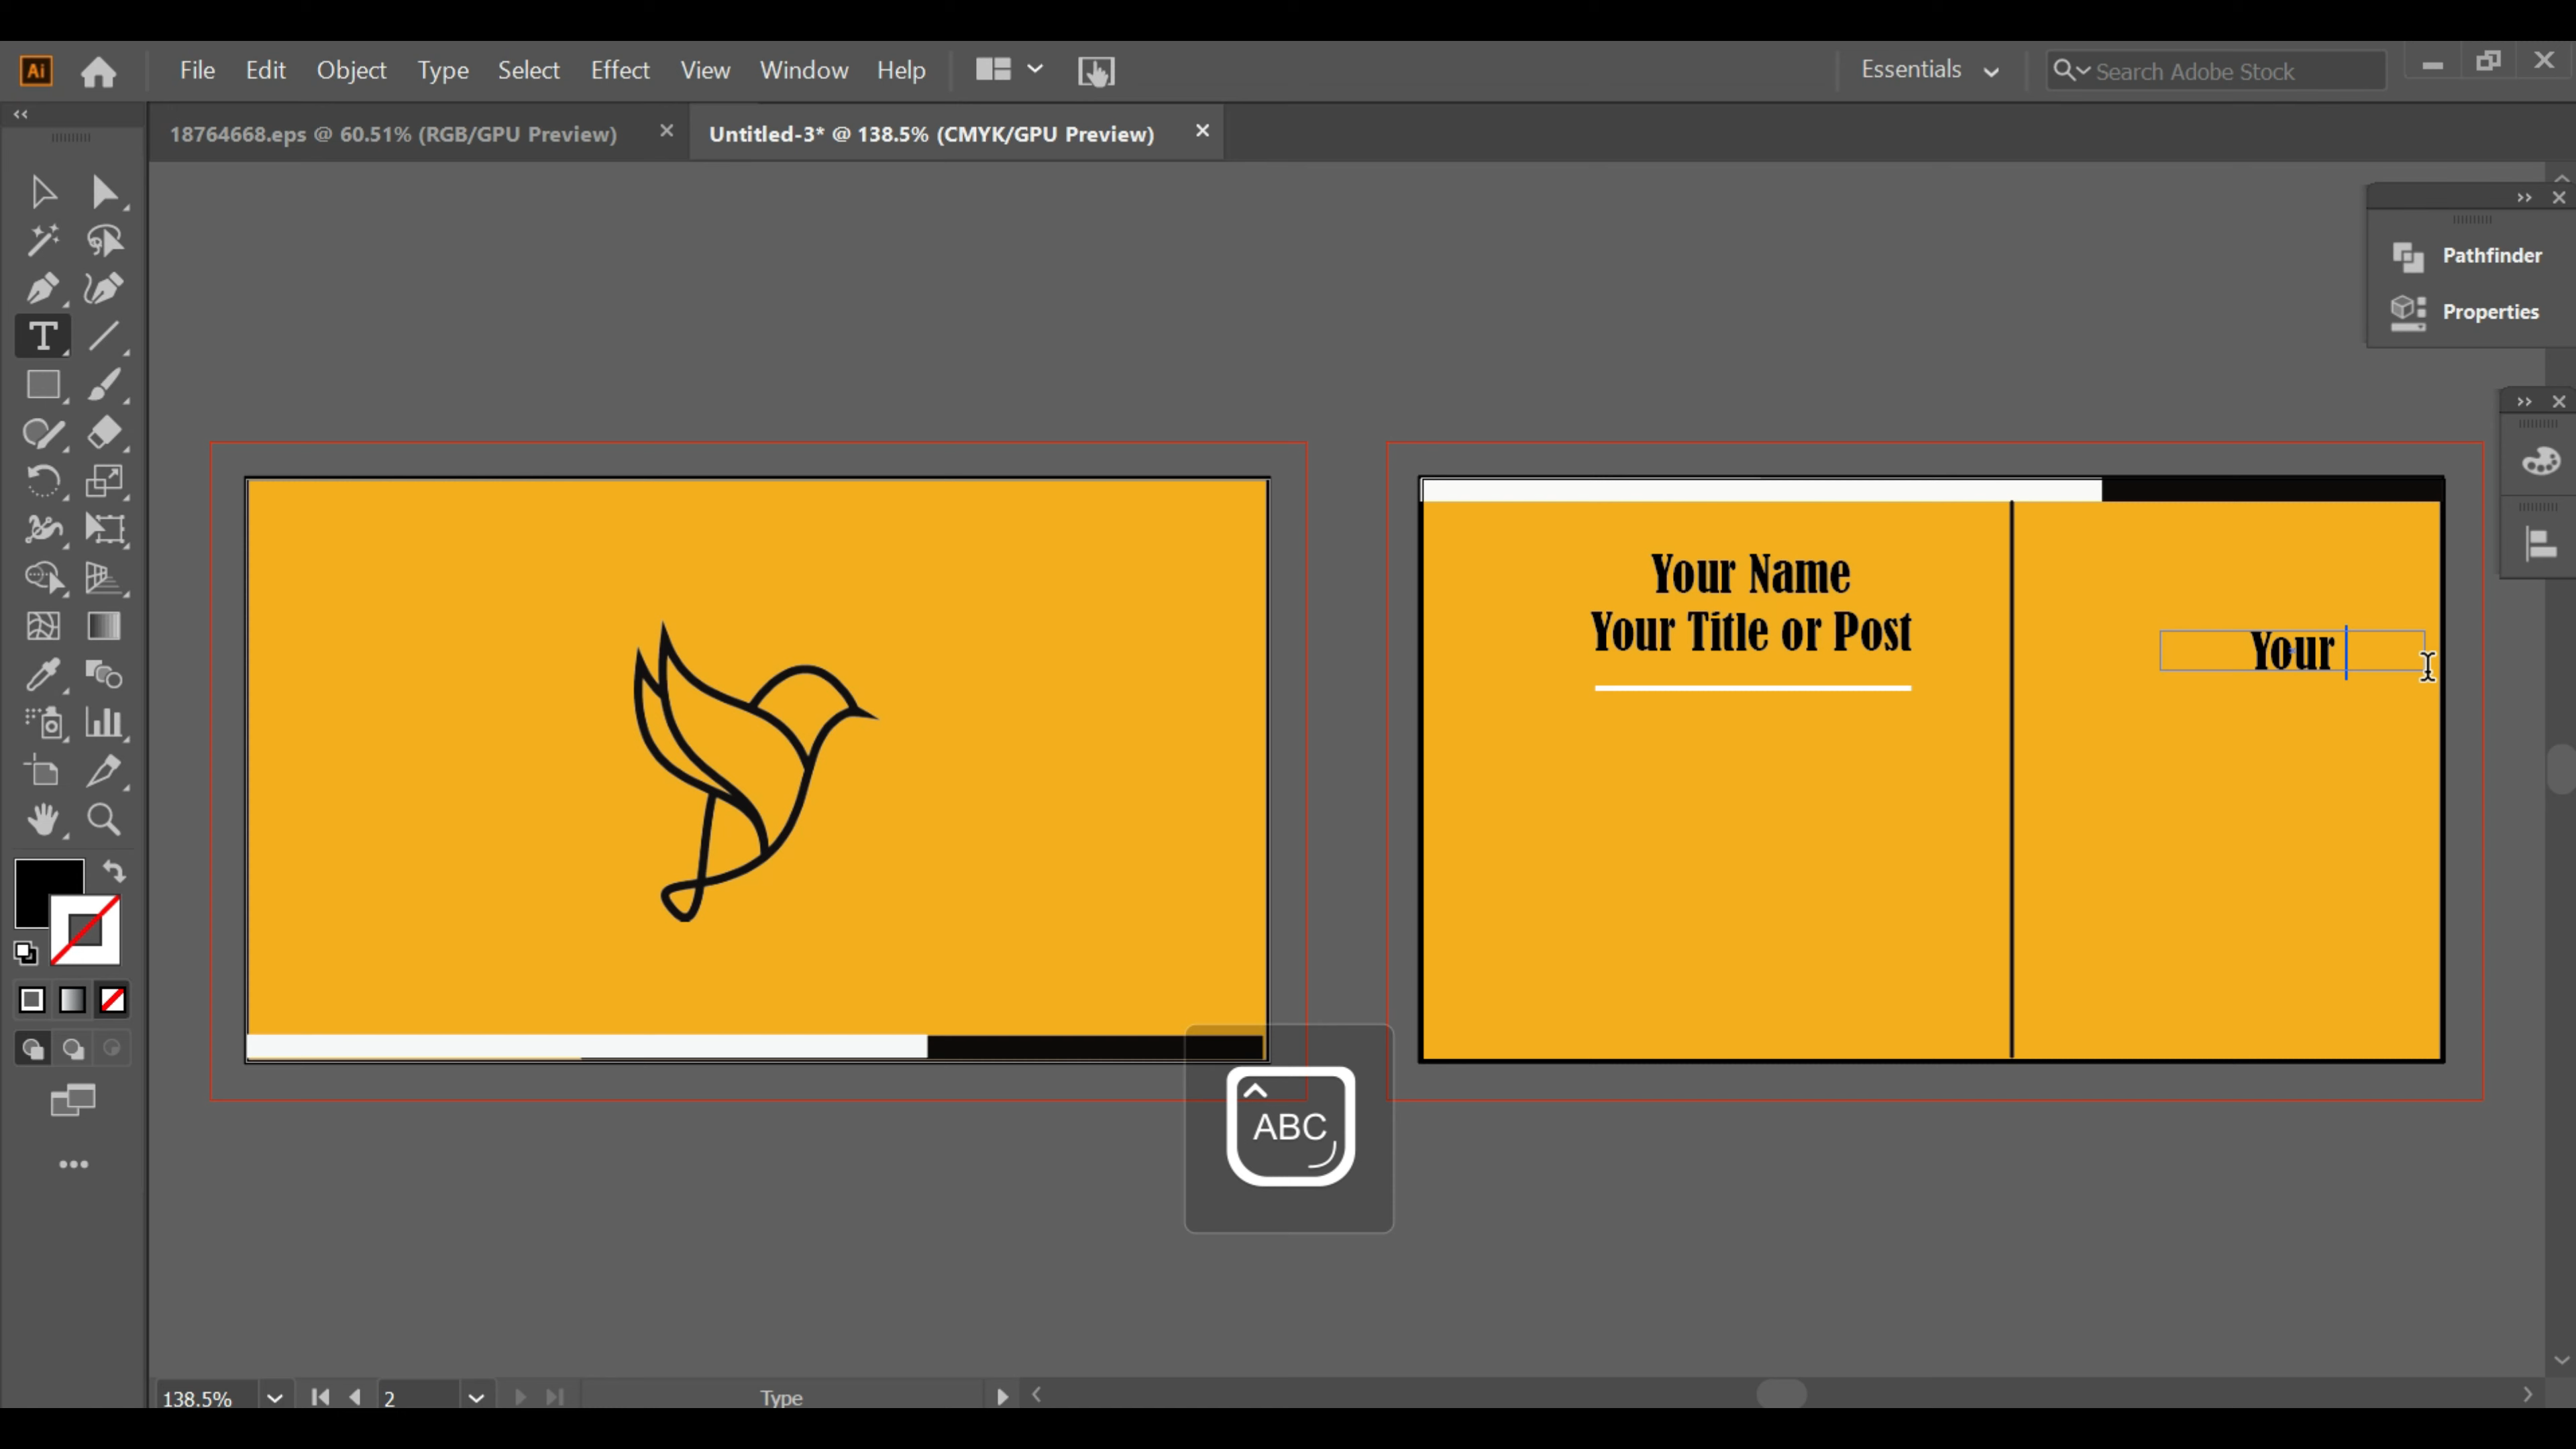 Ai File Edit Object Type Select Effect View Window Help Essentials Search Adobe Stock
18764668.eps @ 60.51% (RGB/GPU Preview) Untitled-3* @ 138.5% (CMYK/GPU Preview)
Pathfinder
Properties
Your Name
Your Title or Post
Your
ABC
138.5% 2 Type